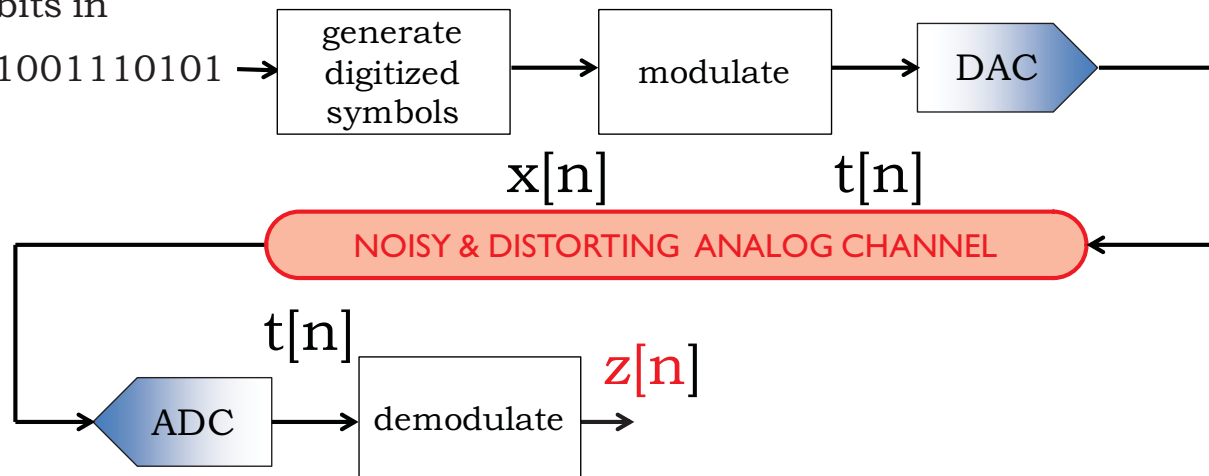 bits in
1001110101
generate
digitized
symbols
modulate
DAC
x[n]
t[n]
NOISY & DISTORTING ANALOG CHANNEL
t[n]
z[n]
ADC
demodulate